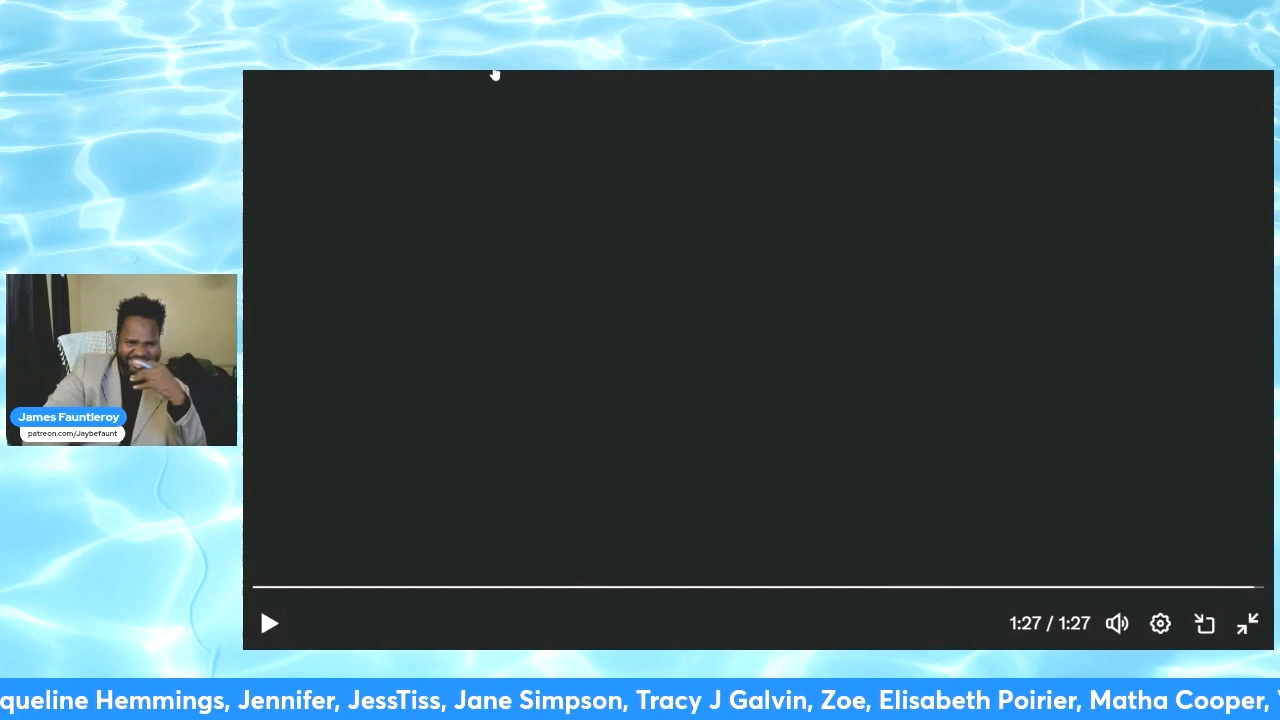 James Fauntleroy
patreon.com/Jaybefaunt
1:27 / 1:27
queline Hemmings, Jennifer, JessTiss, Jane Simpson, Tracy J Galvin, Zoe, Elisabeth Poirier, Matha Cooper,